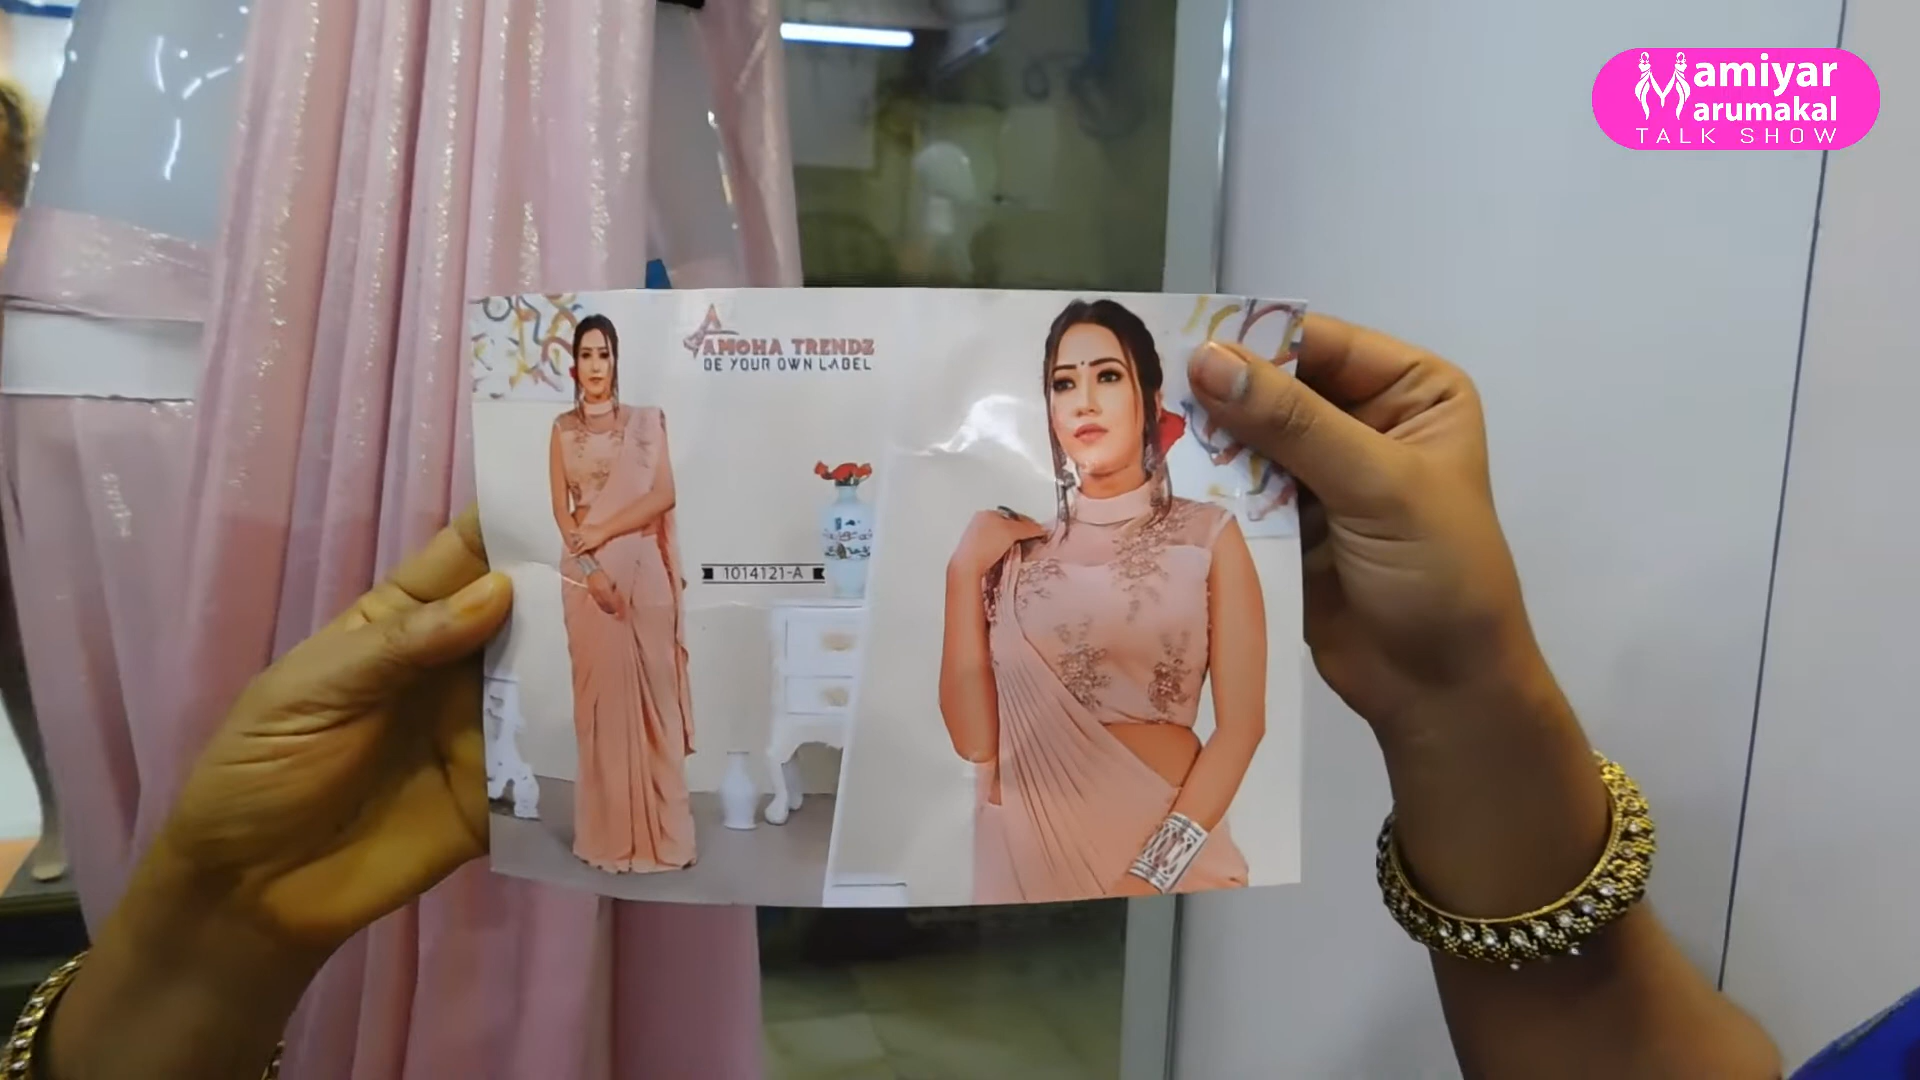 Mamiyar
Marumakal
TALK SHOW
AMOHA TRENDZ
BE YOUR OWN LABEL
1014121-A